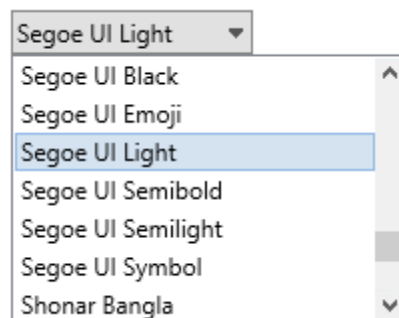 Segoe UI Light
Segoe UI Black
Segoe UI Emoji
Segoe UI Light
Segoe UI Semibold
Segoe UI Semilight
Segoe UI Symbol
Shonar Bangla